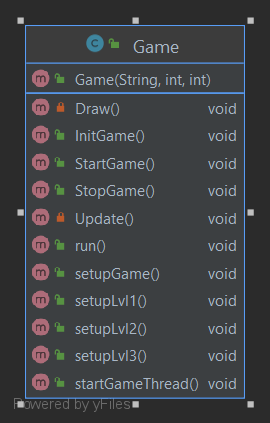 C Game
m Game(String, int, int)
m Draw() void
m InitGame() void
m StartGame() void
m StopGame() void
m Update() void
m run() void
m setupGame() void
m setupLvl1() void
m setupLvl2() void
m setupLvl3() void
m startGameThread() void
Powered by yFiles